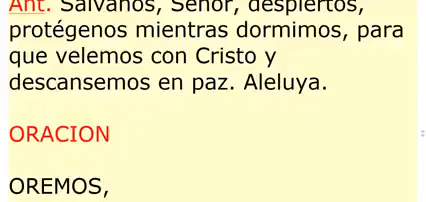 Ant. Sálvanos, Señor, despiertos,
protégenos mientras dormimos, para
que velemos con Cristo y
descansemos en paz. Aleluya.
ORACION
OREMOS,